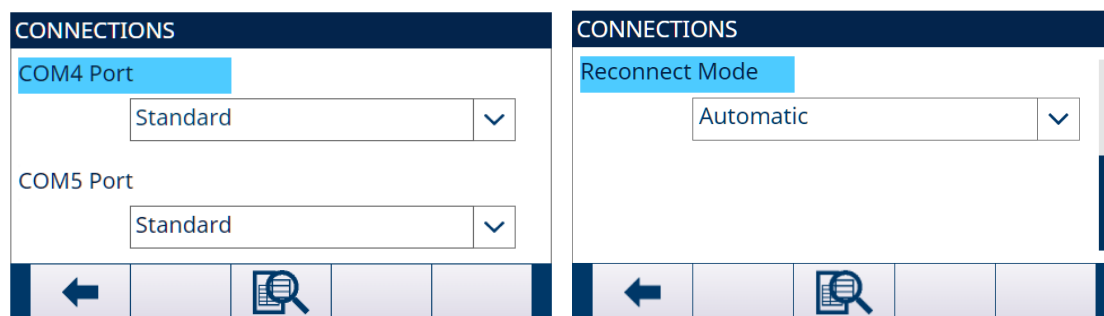 CONNECTIONS
COM4 Port
Standard
COM5 Port
Standard
CONNECTIONS
Reconnect Mode
Automatic